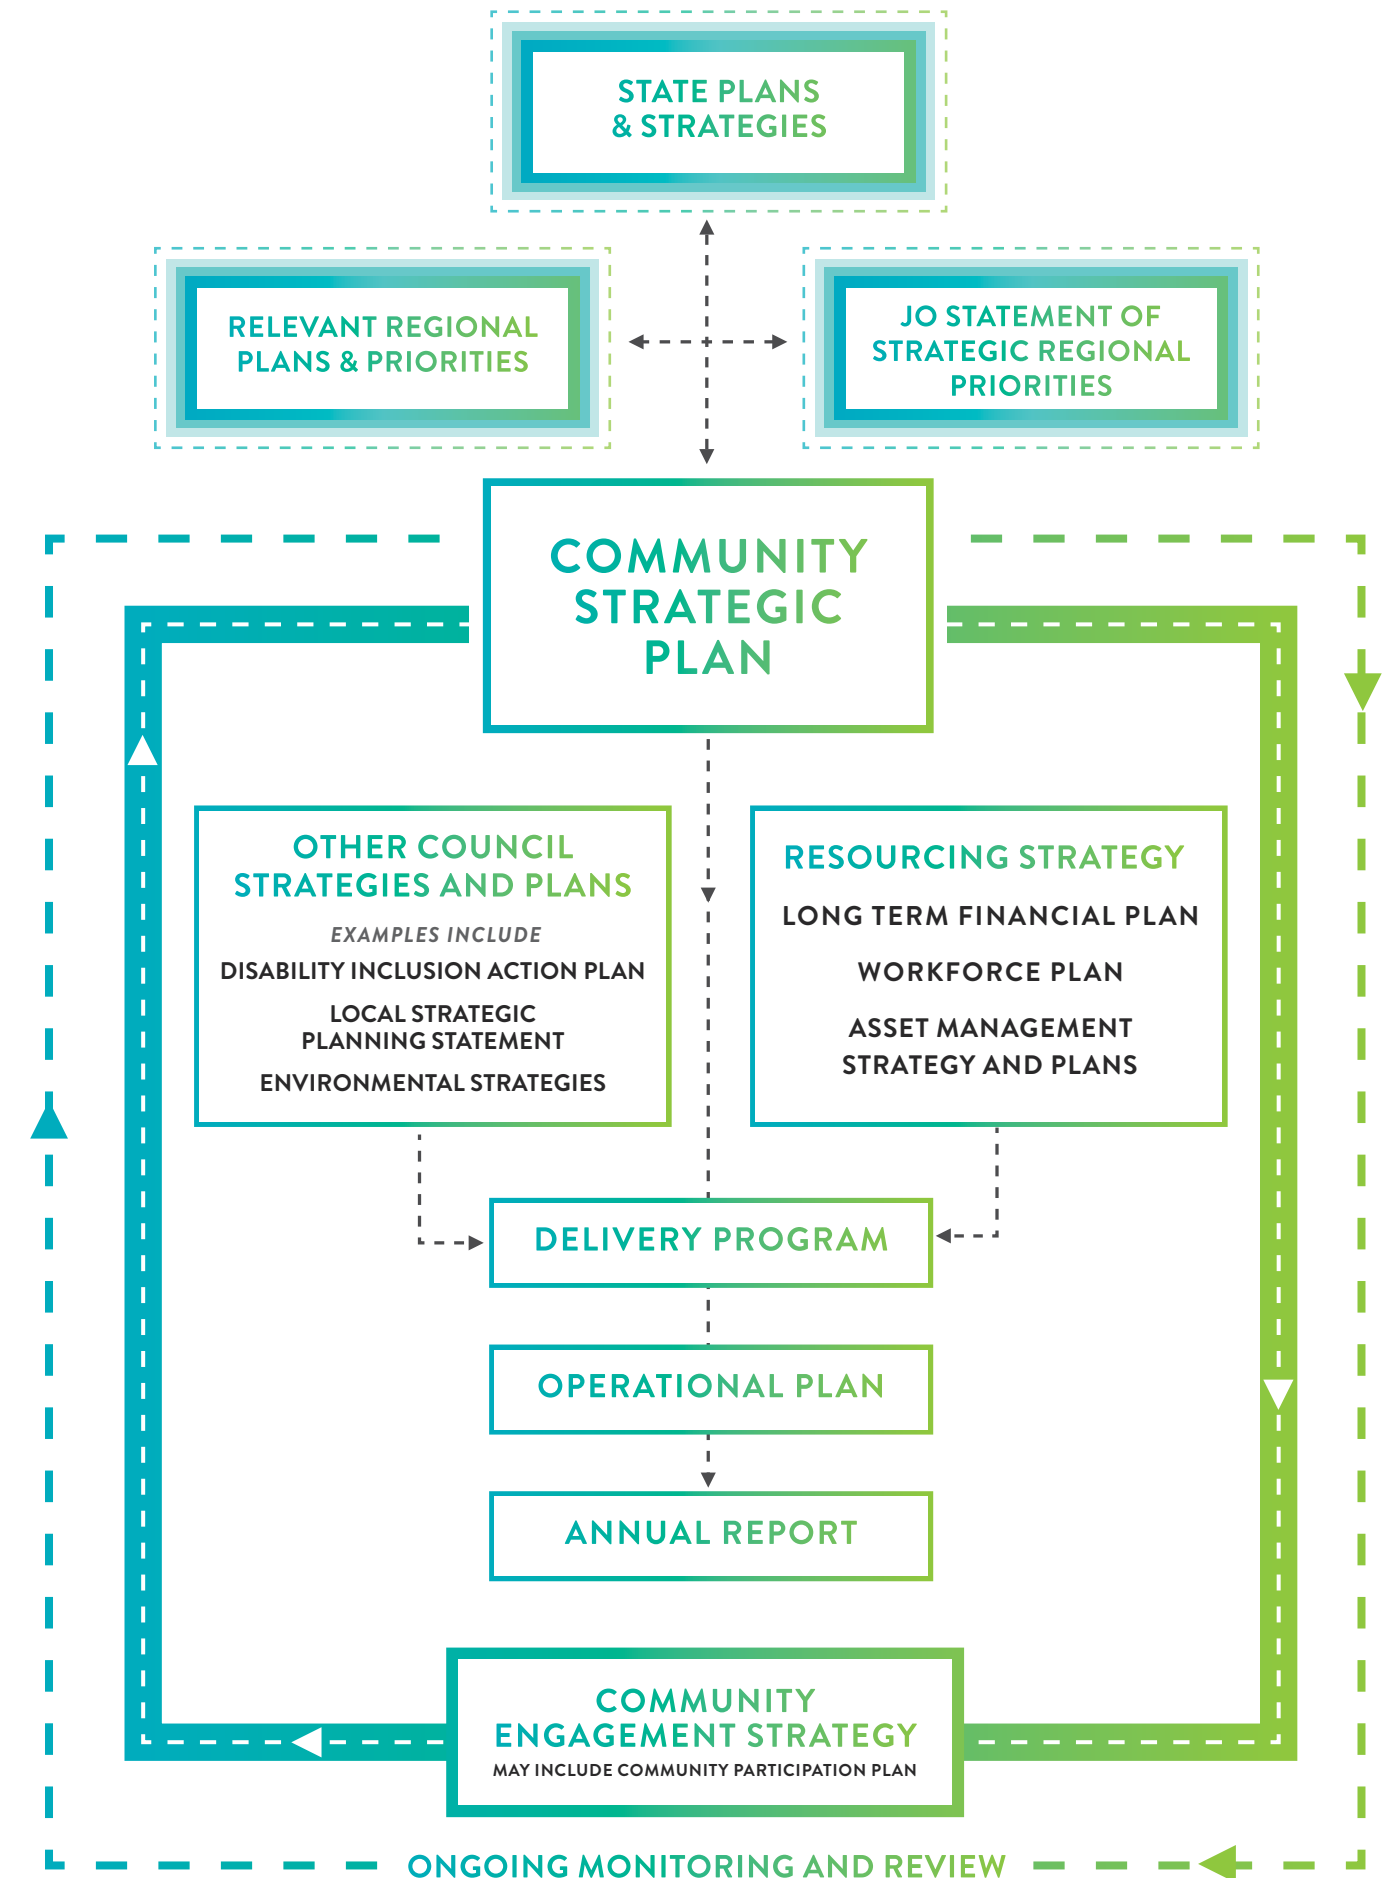 STATE PLANS
& STRATEGIES
RELEVANT REGIONAL
PLANS & PRIORITIES
JO STATEMENT OF
STRATEGIC REGIONAL
PRIORITIES
COMMUNITY
STRATEGIC
PLAN
OTHER COUNCIL
STRATEGIES AND PLANS
EXAMPLES INCLUDE
DISABILITY INCLUSION ACTION PLAN
LOCAL STRATEGIC
PLANNING STATEMENT
ENVIRONMENTAL STRATEGIES
RESOURCING STRATEGY
LONG TERM FINANCIAL PLAN
WORKFORCE PLAN
ASSET MANAGEMENT
STRATEGY AND PLANS
DELIVERY PROGRAM
OPERATIONAL PLAN
ANNUAL REPORT
COMMUNITY
ENGAGEMENT STRATEGY
MAY INCLUDE COMMUNITY PARTICIPATION PLAN
ONGOING MONITORING AND REVIEW